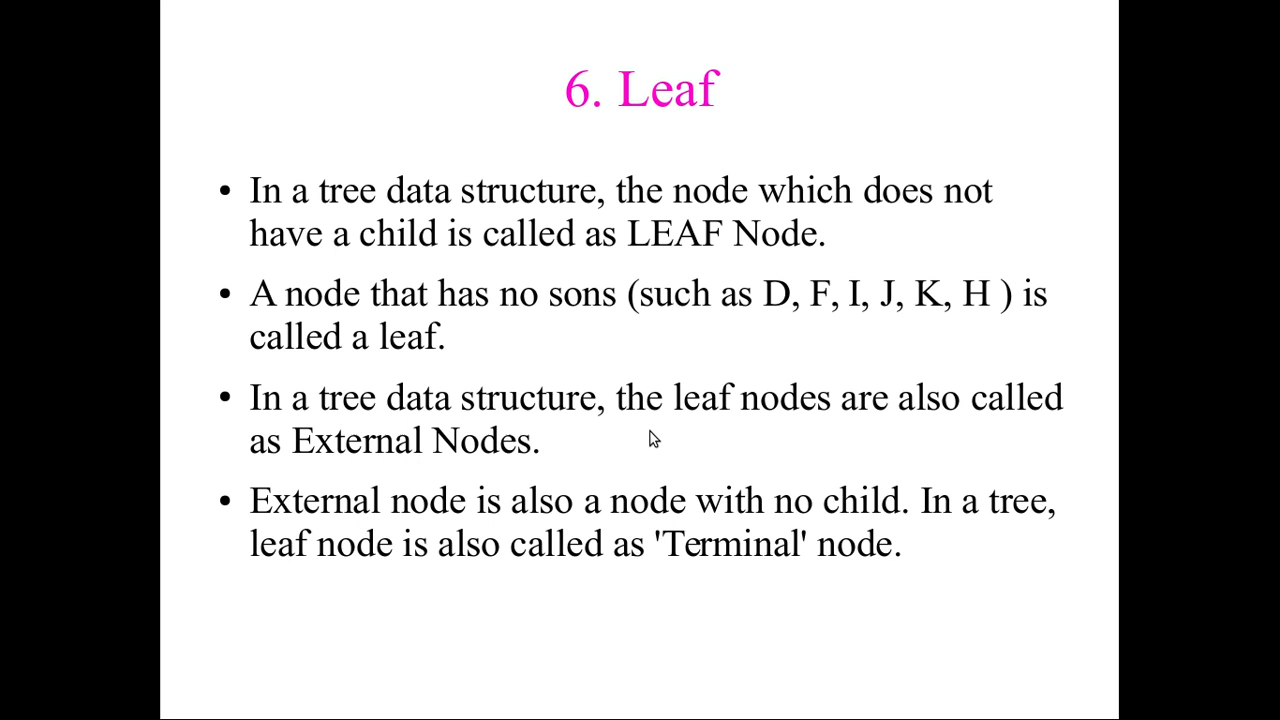 6. Leaf
• In a tree data structure, the node which does not
have a child is called as LEAF Node.
• A node that has no sons (such as D, F, I, J, K, H ) is
called a leaf.
• In a tree data structure, the leaf nodes are also called
as External Nodes.
• External node is also a node with no child. In a tree,
leaf node is also called as 'Terminal' node.